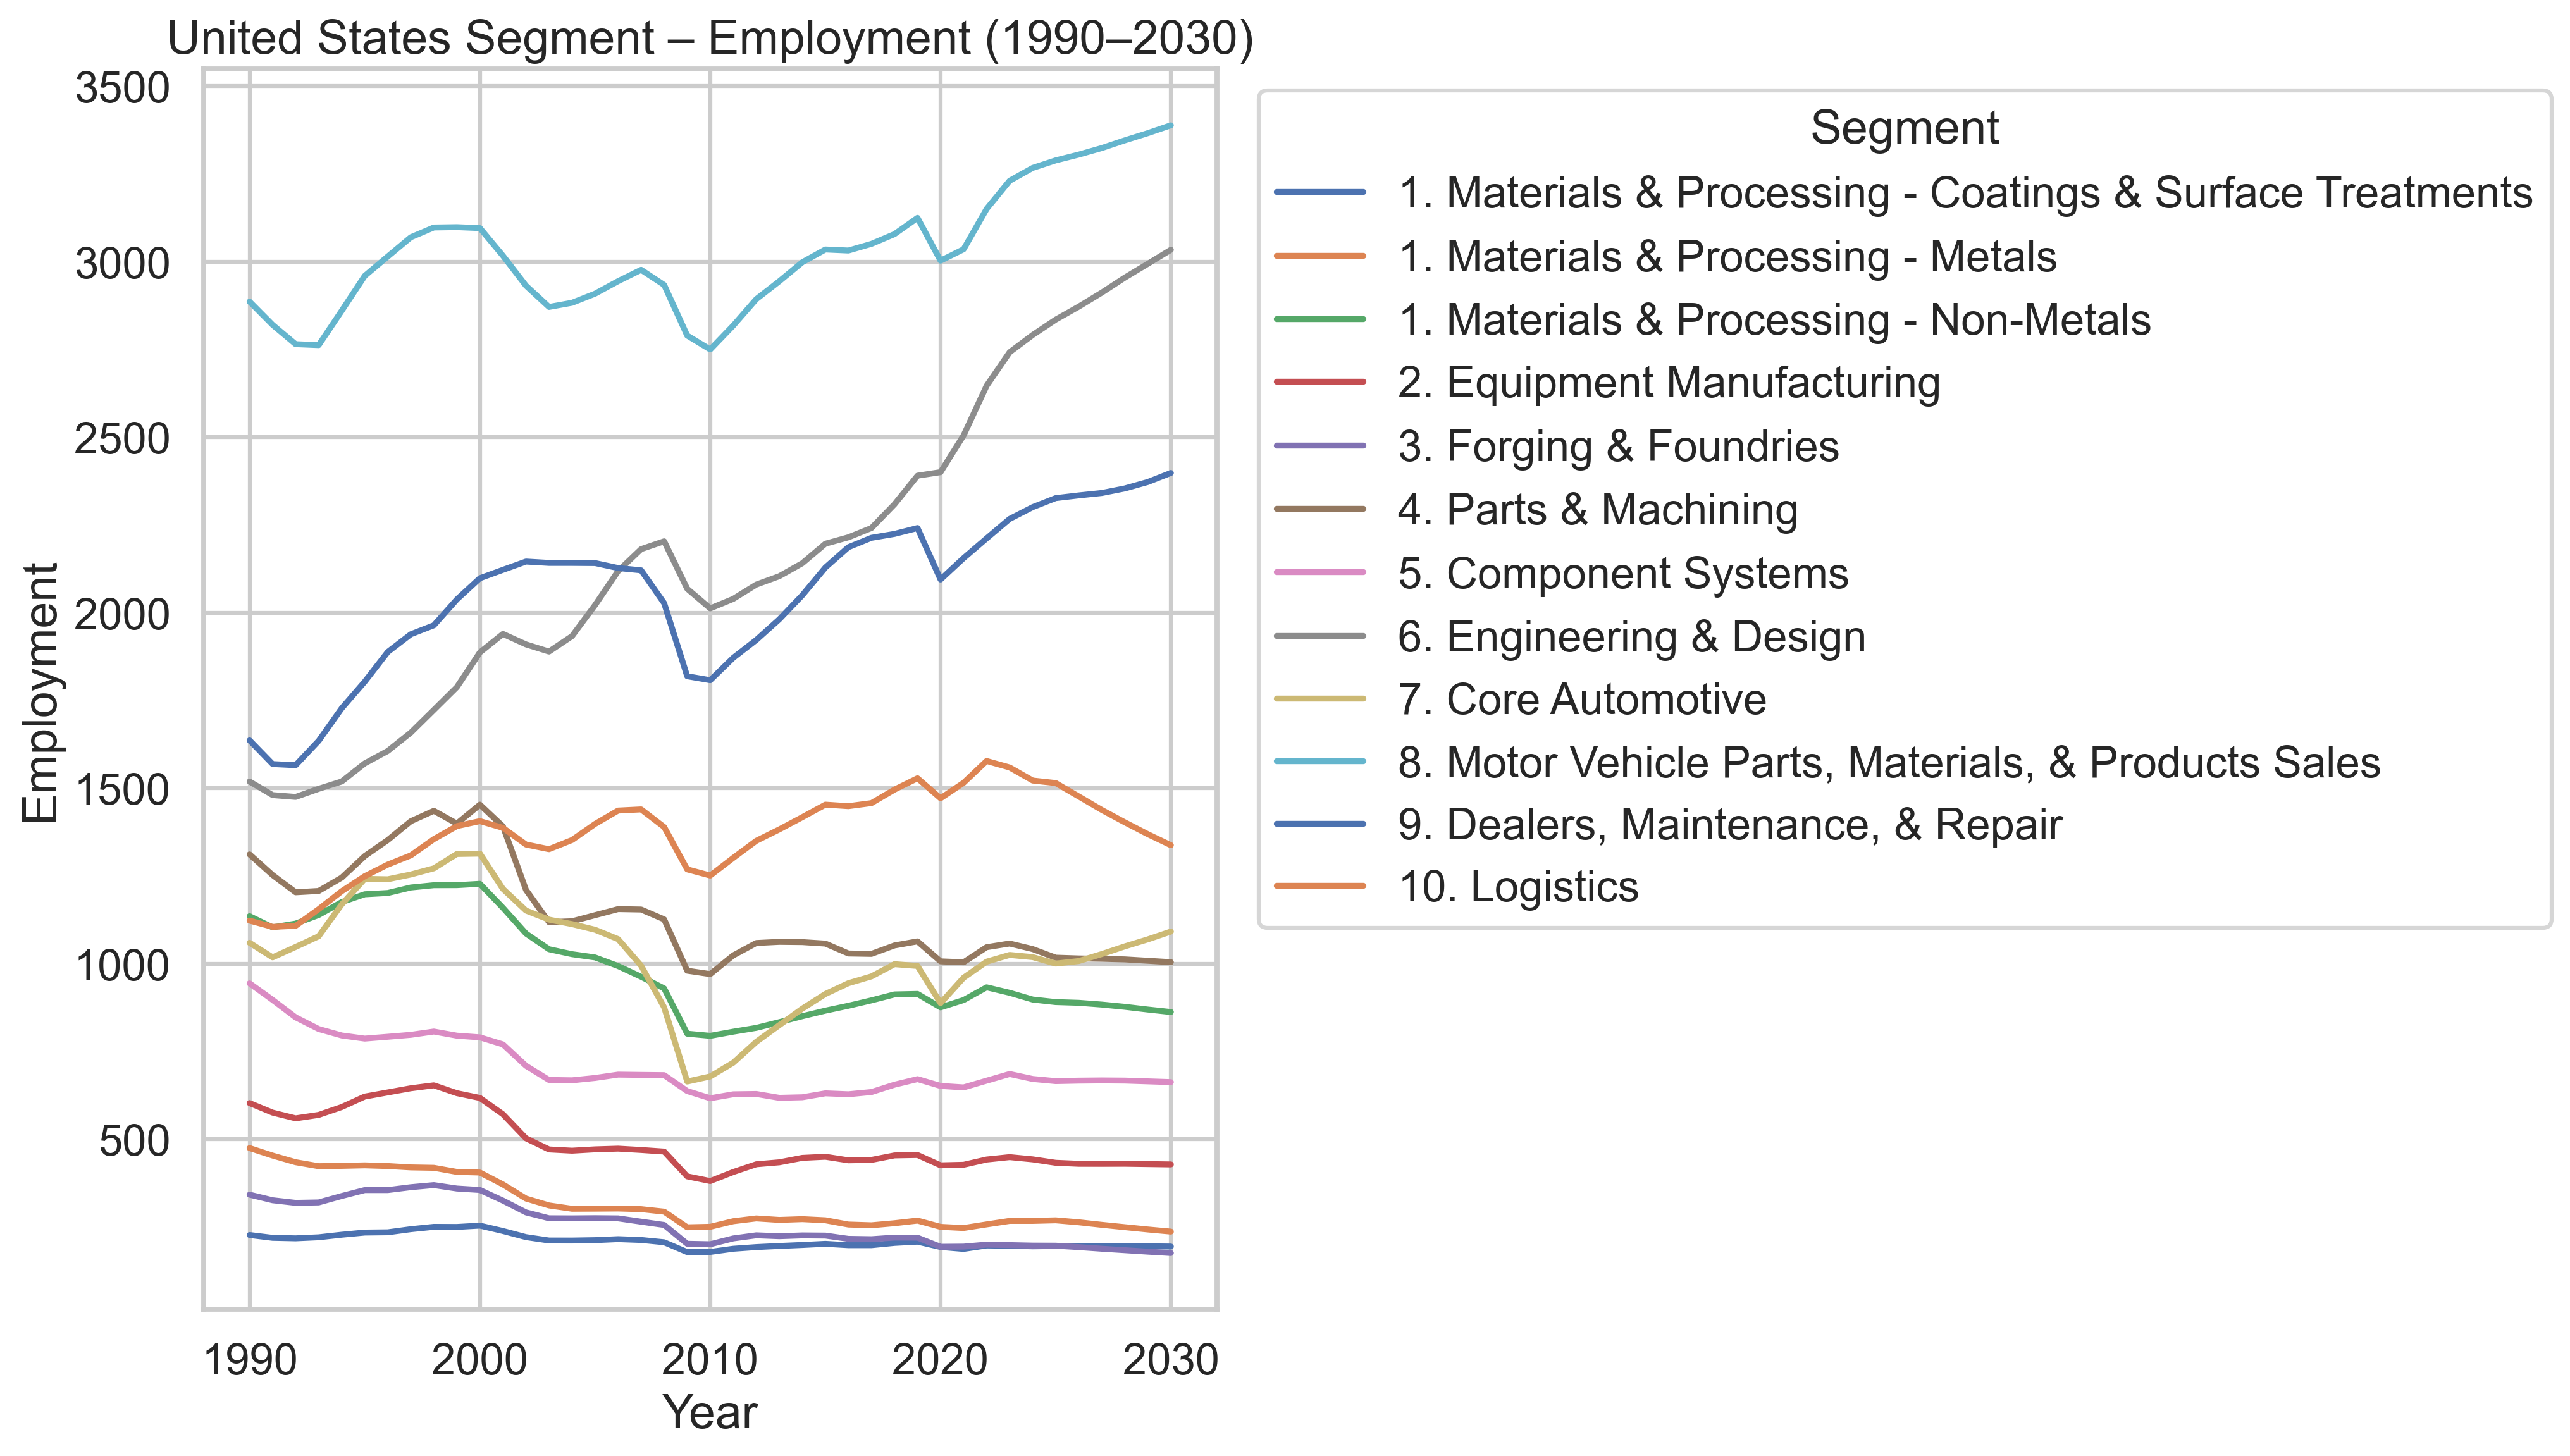 United States Segment – Employment (1990–2030)
3500
3000
2500
2000
1500
1000
500
Employment
1990 2000 2010 2020 2030
Year
Segment
1. Materials & Processing - Coatings & Surface Treatments
1. Materials & Processing - Metals
1. Materials & Processing - Non-Metals
2. Equipment Manufacturing
3. Forging & Foundries
4. Parts & Machining
5. Component Systems
6. Engineering & Design
7. Core Automotive
8. Motor Vehicle Parts, Materials, & Products Sales
9. Dealers, Maintenance, & Repair
10. Logistics